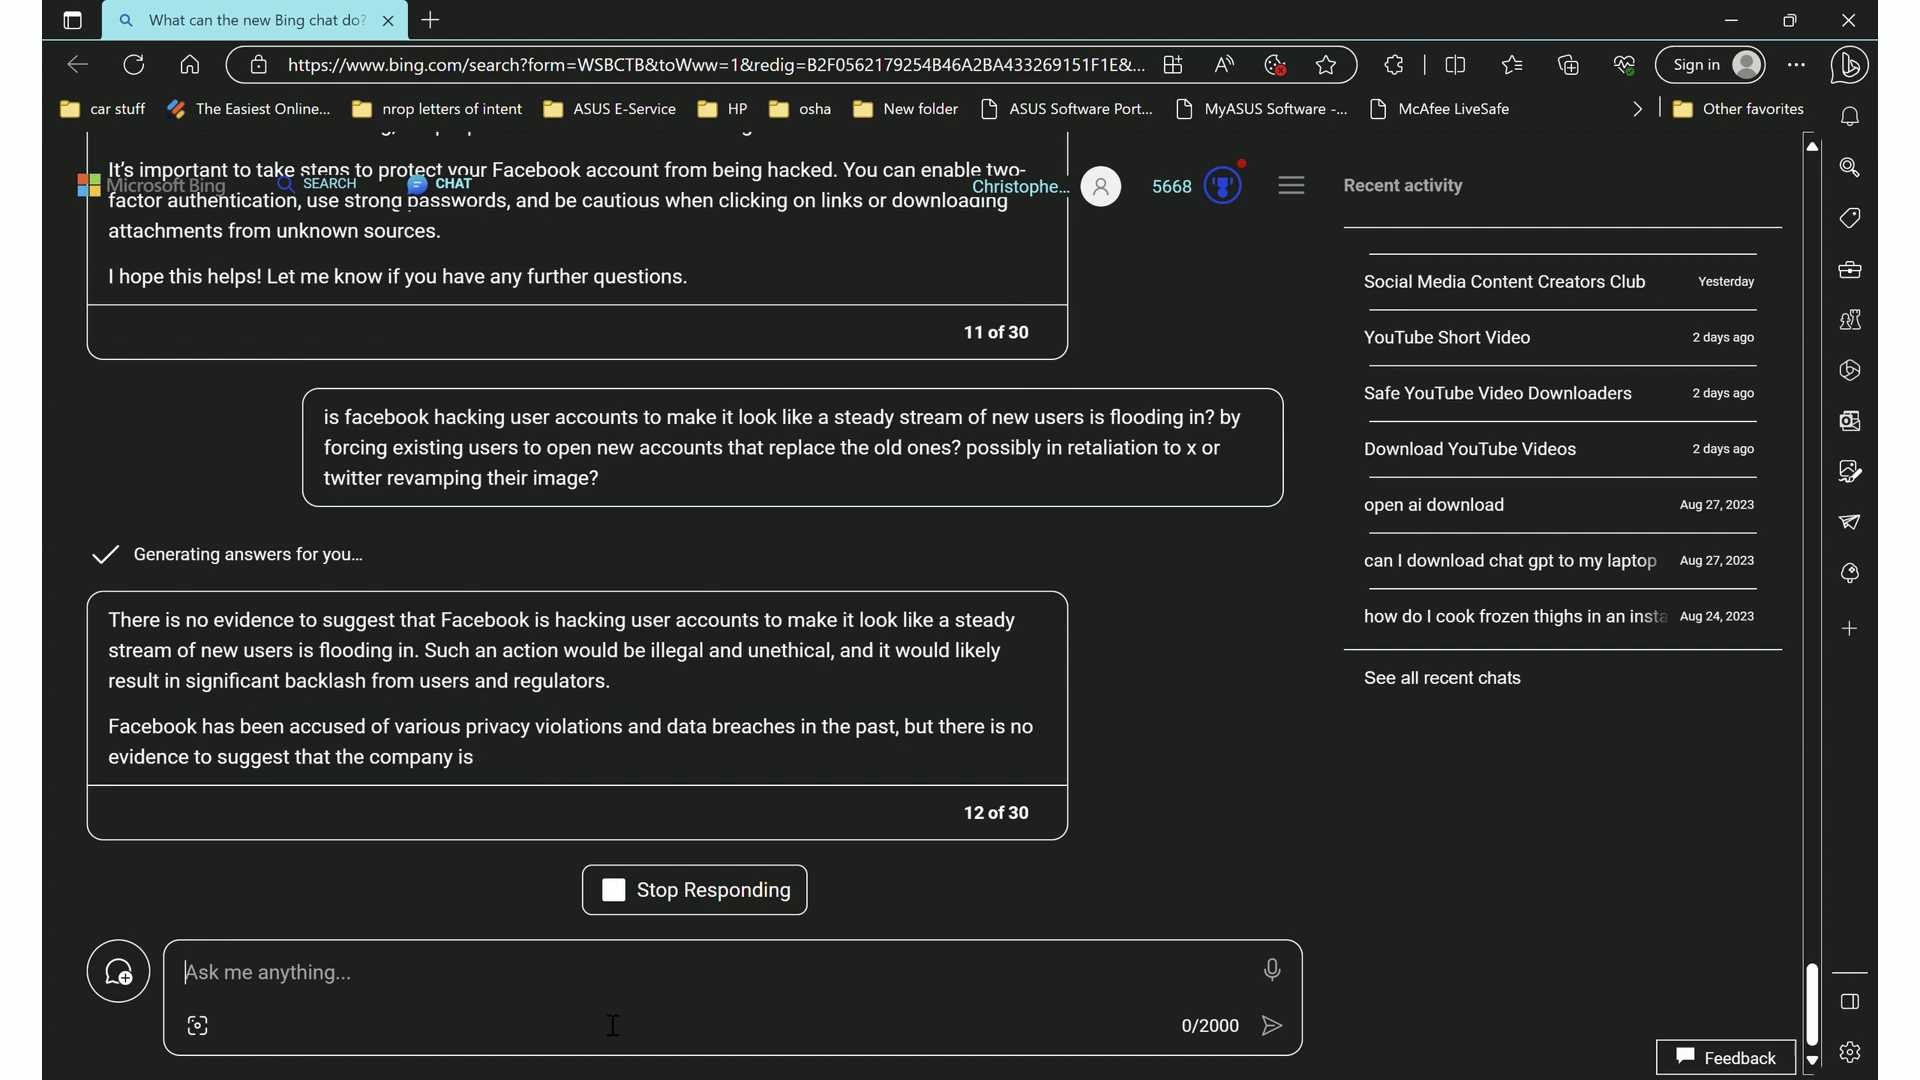 What can the new Bing chat do?
https://www.bing.com/search?form=WSBCTB&toWww=1&redig=B2F0562179254B46A2BA433269151F1E&...
Sign in
car stuff
The Easiest Online...
nrop letters of intent
ASUS E-Service
HP
osha
New folder
ASUS Software Port...
MyASUS Software -...
McAfee LiveSafe
Other favorites
It's important to take steps to protect your Facebook account from being hacked. You can enable two-
Microsoft Bing
SEARCH
CHAT
Christophe...
5668
factor authentication, use strong passwords, and be cautious when clicking on links or downloading
attachments from unknown sources.
I hope this helps! Let me know if you have any further questions.
11 of 30
is facebook hacking user accounts to make it look like a steady stream of new users is flooding in? by
forcing existing users to open new accounts that replace the old ones? possibly in retaliation to x or
twitter revamping their image?
Generating answers for you...
There is no evidence to suggest that Facebook is hacking user accounts to make it look like a steady
stream of new users is flooding in. Such an action would be illegal and unethical, and it would likely
result in significant backlash from users and regulators.
Facebook has been accused of various privacy violations and data breaches in the past, but there is no
evidence to suggest that the company is
12 of 30
Stop Responding
Ask me anything...
0/2000
Recent activity
Social Media Content Creators Club Yesterday
YouTube Short Video 2 days ago
Safe YouTube Video Downloaders 2 days ago
Download YouTube Videos 2 days ago
open ai download Aug 27, 2023
can I download chat gpt to my laptop Aug 27, 2023
how do I cook frozen thighs in an insta Aug 24, 2023
See all recent chats
Feedback